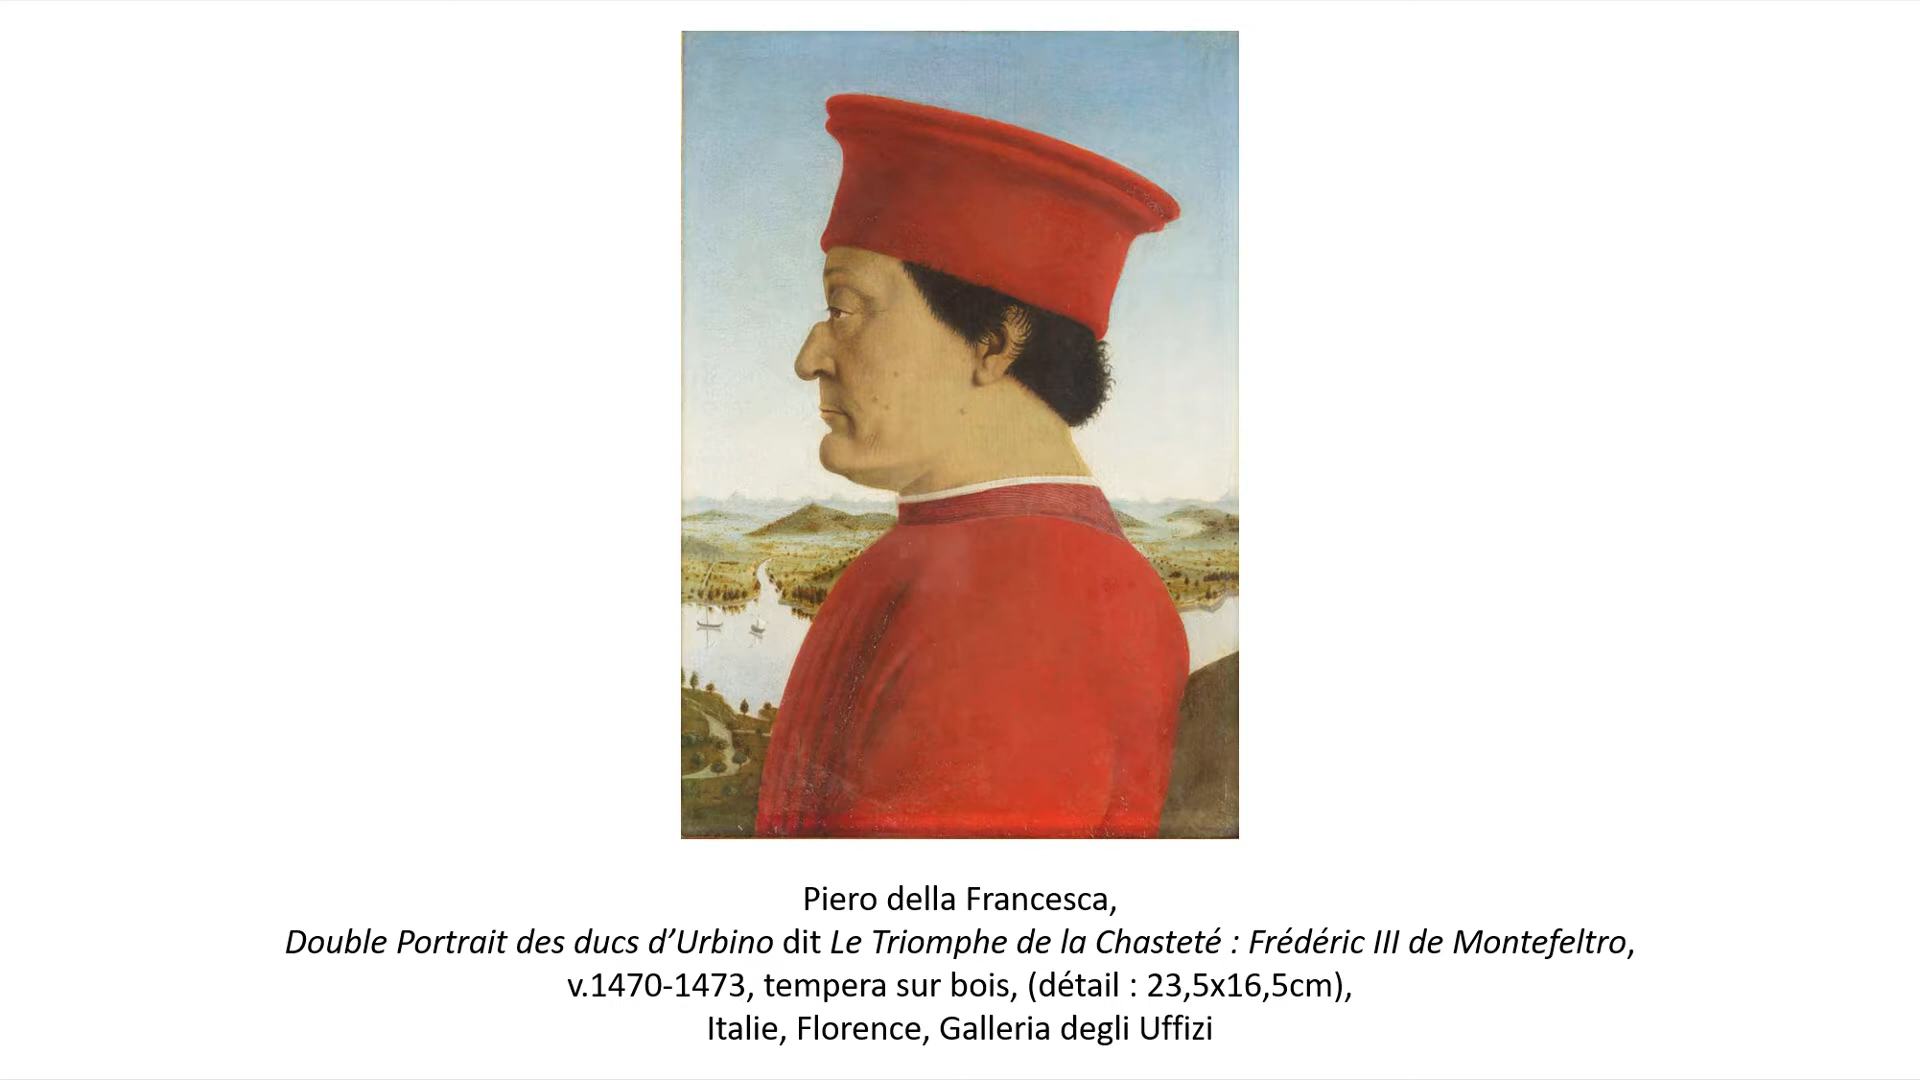 Piero della Francesca,
Double Portrait des ducs d’Urbino dit Le Triomphe de la Chasteté : Frédéric III de Montefeltro,
v.1470-1473, tempera sur bois, (détail : 23,5x16,5cm),
Italie, Florence, Galleria degli Uffizi